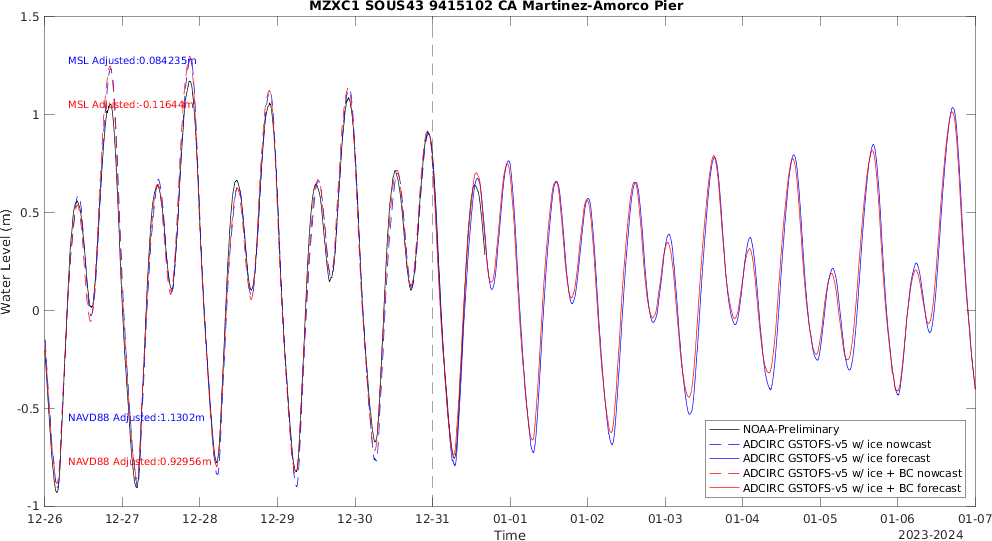 MZXC1 SOUS43 9415102 CA Martinez-Amorco Pier
1.5
1
0.5
0
-0.5
-1
Water Level (m)
MSL Adjusted:0.084235m
MSL Adjusted:-0.11644m
NAVD88 Adjusted:1.1302m
NAVD88 Adjusted:0.92956m
NOAA-Preliminary
ADCIRC GSTOFS-v5 w/ ice nowcast
ADCIRC GSTOFS-v5 w/ ice forecast
ADCIRC GSTOFS-v5 w/ ice + BC nowcast
ADCIRC GSTOFS-v5 w/ ice + BC forecast
12-26 12-27 12-28 12-29 12-30 12-31 01-01 01-02 01-03 01-04 01-05 01-06 01-07
Time
2023-2024